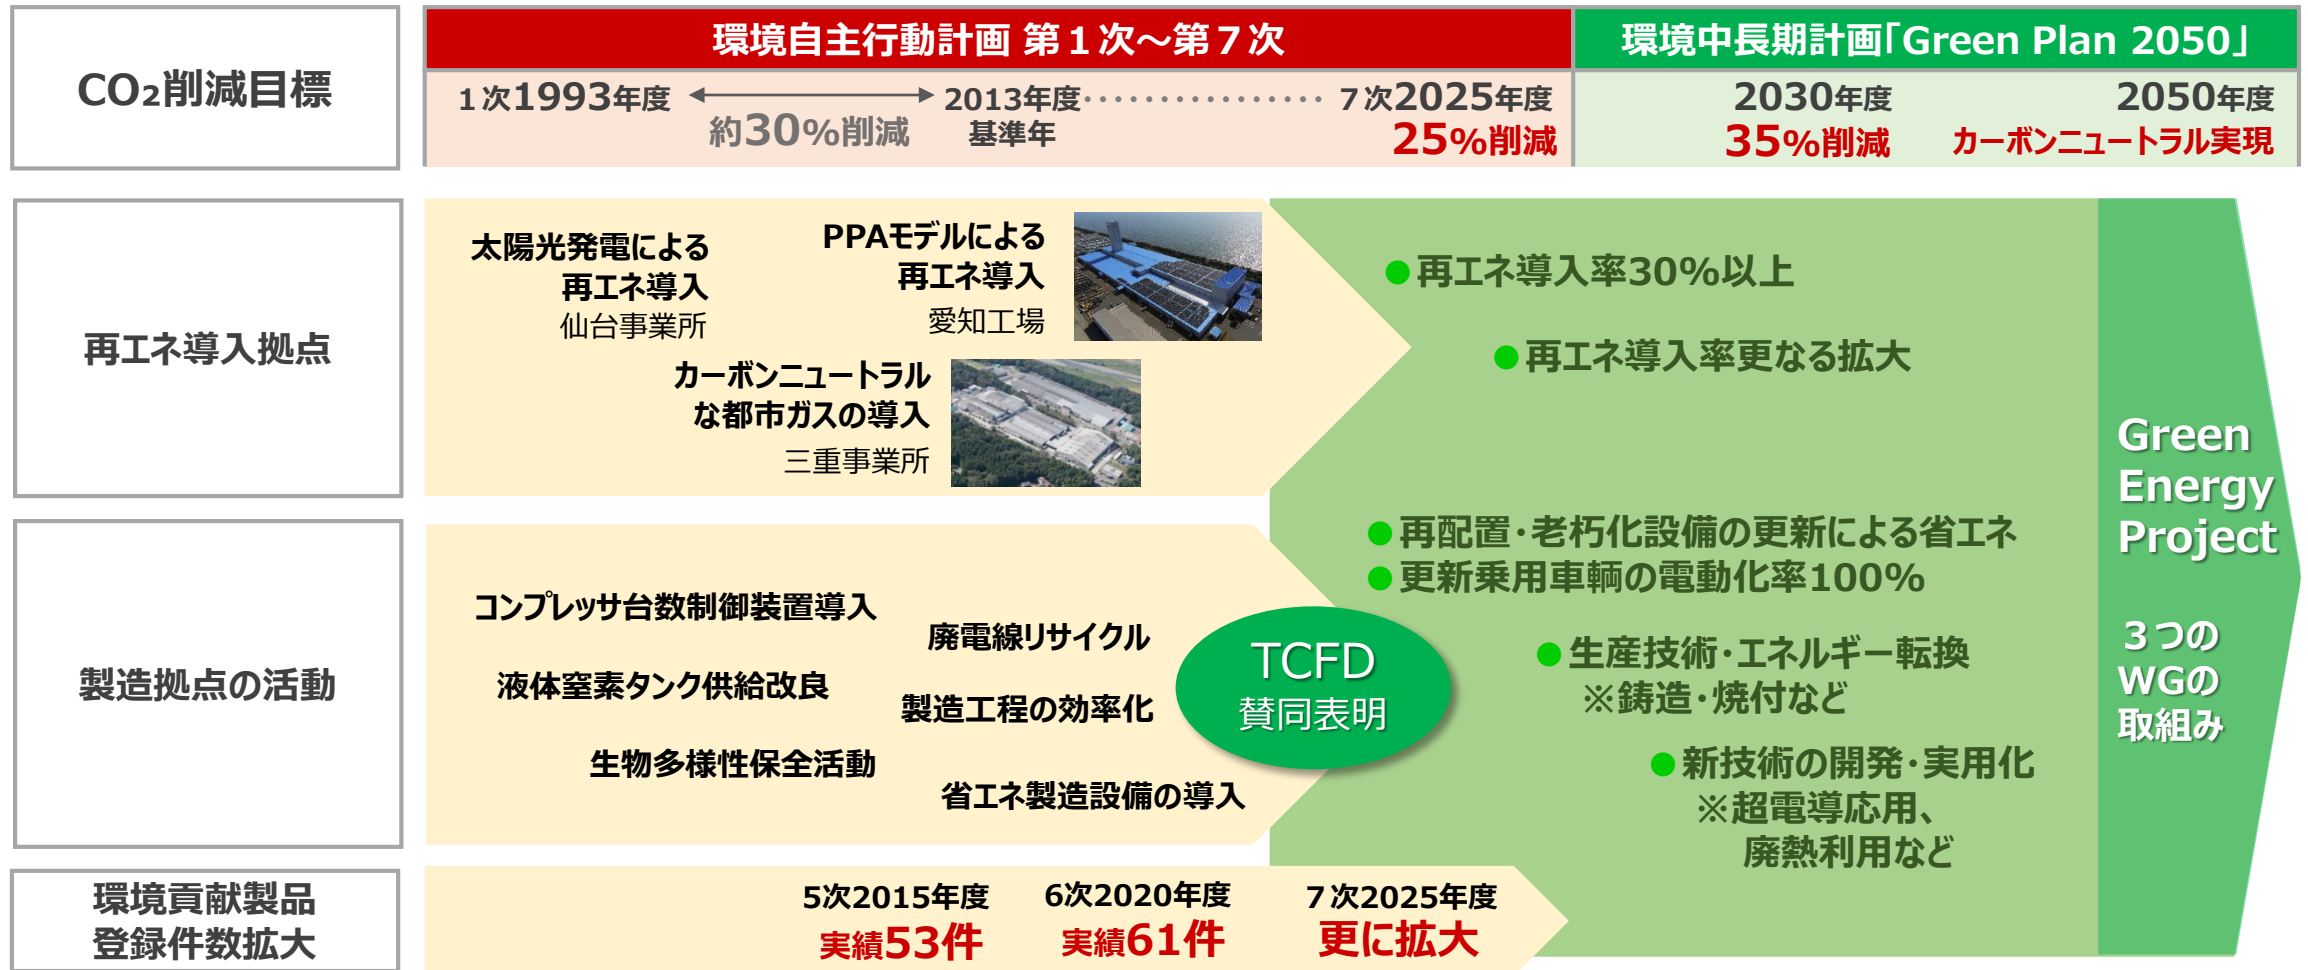 CO₂削減目標
環境自主行動計画 第１次～第７次
環境中長期計画「Green Plan 2050」
１次1993年度
約30%削減
2013年度················
基準年
７次2025年度
25%削減
2030年度
35%削減
2050年度
カーボンニュートラル実現
再エネ導入拠点
太陽光発電による
再エネ導入
仙台事業所
PPAモデルによる
再エネ導入
愛知工場
カーボンニュートラル
な都市ガスの導入
三重事業所
●再エネ導入率30%以上
●再エネ導入率更なる拡大
製造拠点の活動
コンプレッサ台数制御装置導入
液体窒素タンク供給改良
生物多様性保全活動
廃電線リサイクル
製造工程の効率化
省エネ製造設備の導入
TCFD
賛同表明
●再配置・老朽化設備の更新による省エネ
●更新乗用車輌の電動化率100%
●生産技術・エネルギー転換
※鋳造・焼付など
●新技術の開発・実用化
※超電導応用、
廃熱利用など
Green
Energy
Project
３つの
WGの
取組み
環境貢献製品
登録件数拡大
5次2015年度
実績53件
6次2020年度
実績61件
７次2025年度
更に拡大